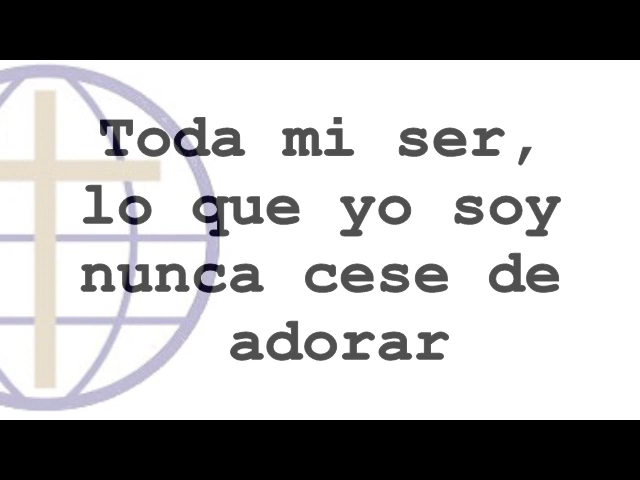 Toda mi ser,
lo que yo soy
nunca cese de
adorar